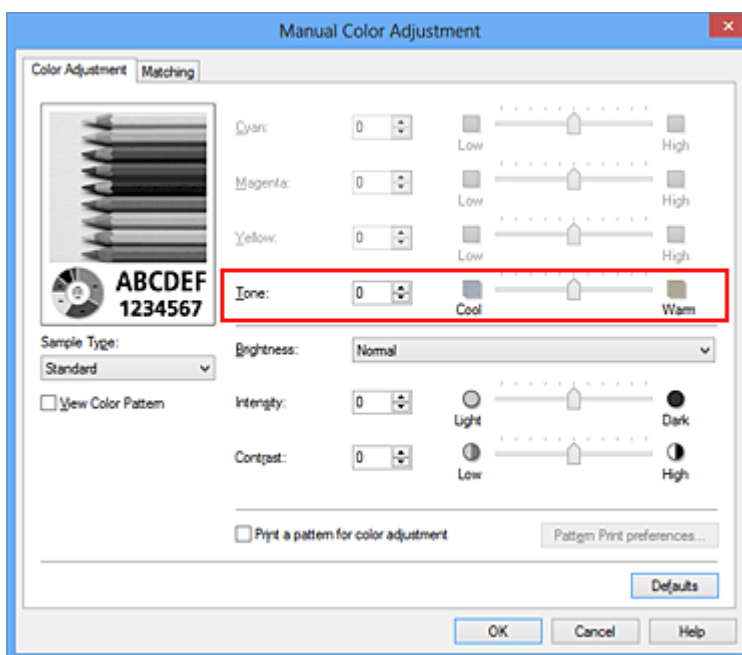 Manual Color Adjustment
Color Adjustment Matching
Cyan: 0 Low High
Magenta: 0 Low High
Yellow: 0 Low High
Tone: 0 Cool Warm
ABCDEF
1234567
Sample Type:
Standard
View Color Pattern
Brightness: Normal
Intensity: 0 Light Dark
Contrast: 0 Low High
Print a pattern for color adjustment Pattern Print preferences...
Defaults
OK Cancel Help